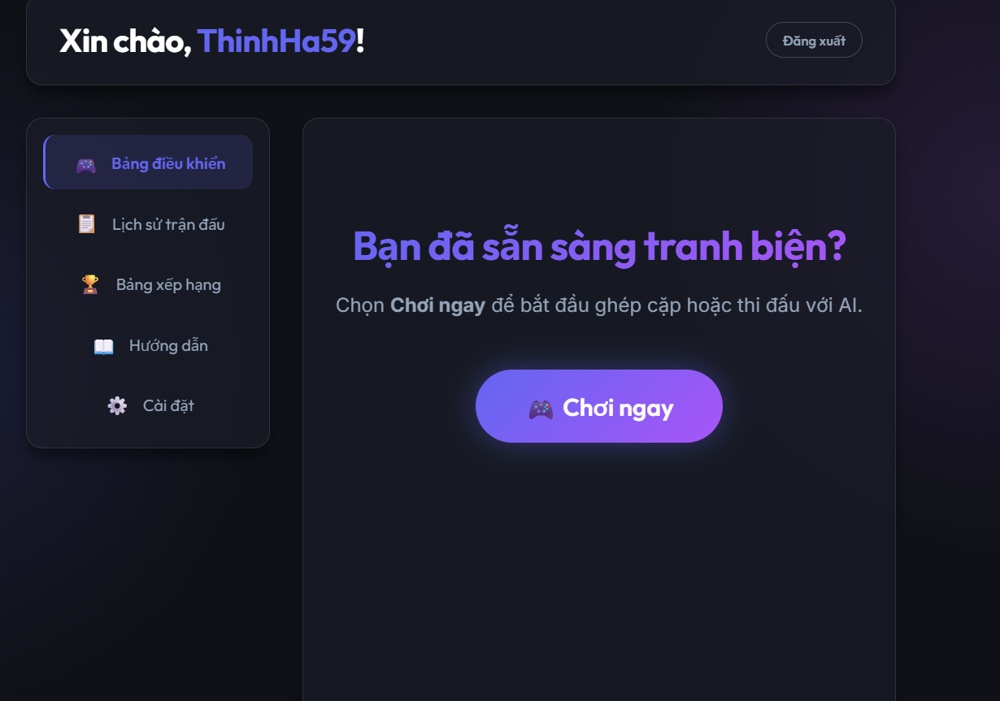 Xin chào, ThinhHa59!
Đăng xuất
Bảng điều khiển
Lịch sử trận đấu
Bảng xếp hạng
Hướng dẫn
Cài đặt
Bạn đã sẵn sàng tranh biện?
Chọn Chơi ngay để bắt đầu ghép cặp hoặc thi đấu với AI.
Chơi ngay